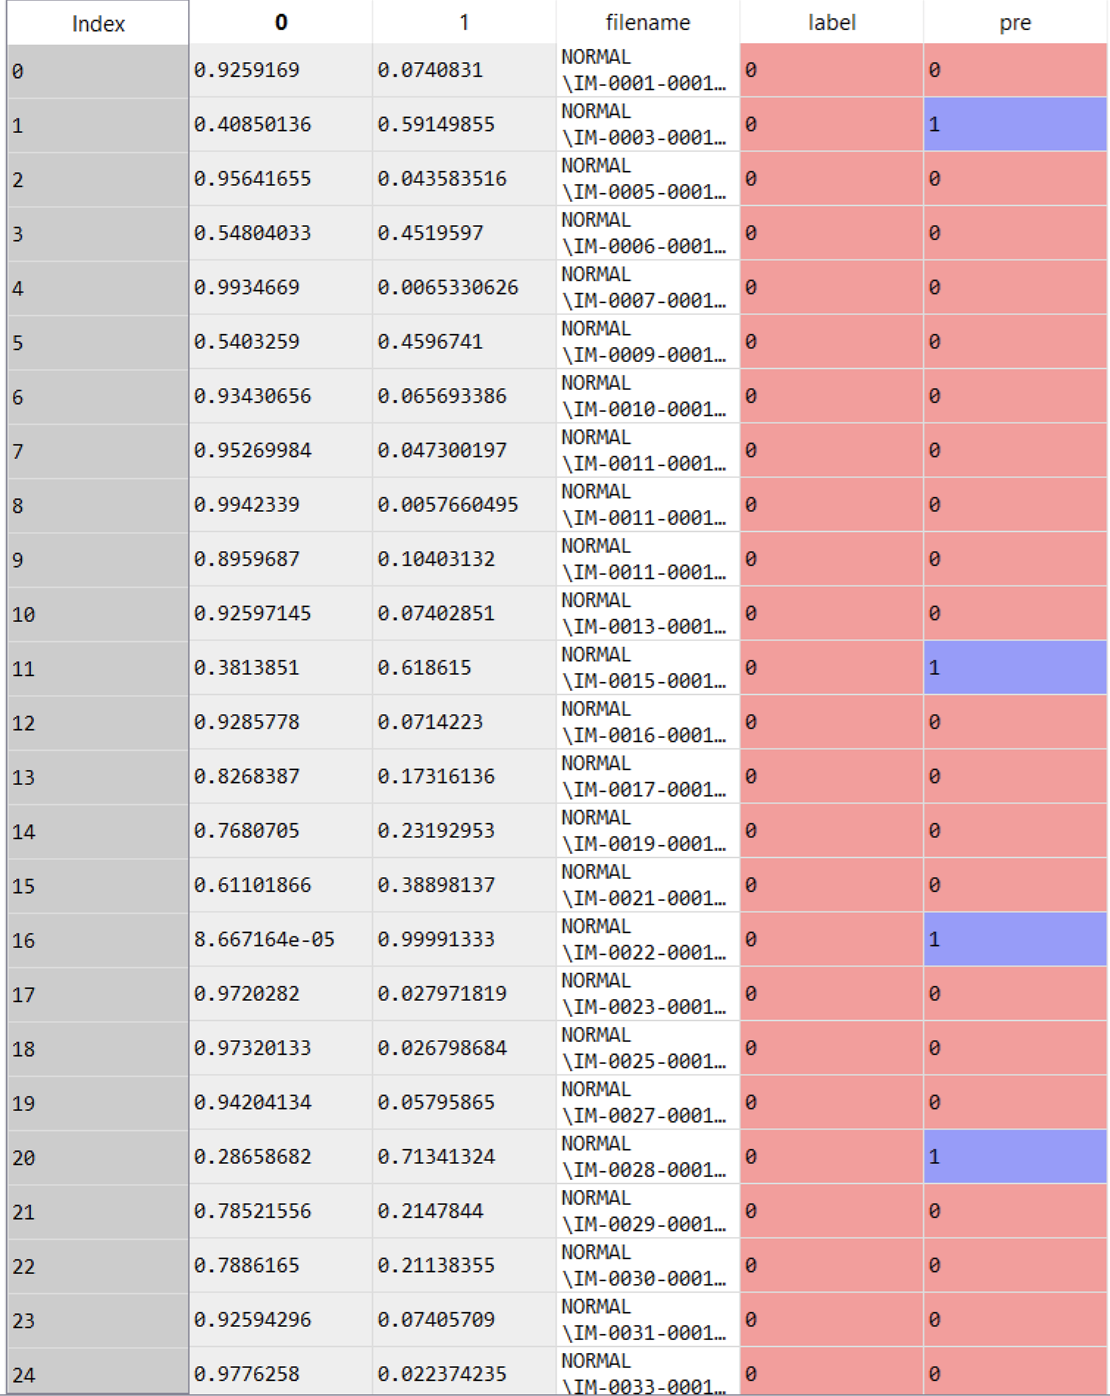 Index 0 1 filename label pre
0 0.9259169 0.0740831 NORMAL \IM-0001-0001… 0 0
1 0.40850136 0.59149855 NORMAL \IM-0003-0001… 0 1
2 0.95641655 0.043583516 NORMAL \IM-0005-0001… 0 0
3 0.54804033 0.4519597 NORMAL \IM-0006-0001… 0 0
4 0.9934669 0.0065330626 NORMAL \IM-0007-0001… 0 0
5 0.5403259 0.4596741 NORMAL \IM-0009-0001… 0 0
6 0.93430656 0.065693386 NORMAL \IM-0010-0001… 0 0
7 0.95269984 0.047300197 NORMAL \IM-0011-0001… 0 0
8 0.9942339 0.0057660495 NORMAL \IM-0011-0001… 0 0
9 0.8959687 0.10403132 NORMAL \IM-0011-0001… 0 0
10 0.92597145 0.07402851 NORMAL \IM-0013-0001… 0 0
11 0.3813851 0.618615 NORMAL \IM-0015-0001… 0 1
12 0.9285778 0.0714223 NORMAL \IM-0016-0001… 0 0
13 0.8268387 0.17316136 NORMAL \IM-0017-0001… 0 0
14 0.7680705 0.23192953 NORMAL \IM-0019-0001… 0 0
15 0.61101866 0.38898137 NORMAL \IM-0021-0001… 0 0
16 8.667164e-05 0.99991333 NORMAL \IM-0022-0001… 0 1
17 0.9720282 0.027971819 NORMAL \IM-0023-0001… 0 0
18 0.97320133 0.026798684 NORMAL \IM-0025-0001… 0 0
19 0.94204134 0.05795865 NORMAL \IM-0027-0001… 0 0
20 0.28658682 0.71341324 NORMAL \IM-0028-0001… 0 1
21 0.78521556 0.2147844 NORMAL \IM-0029-0001… 0 0
22 0.7886165 0.21138355 NORMAL \IM-0030-0001… 0 0
23 0.92594296 0.07405709 NORMAL \IM-0031-0001… 0 0
24 0.9776258 0.022374235 NORMAL \IM-0033-0001… 0 0